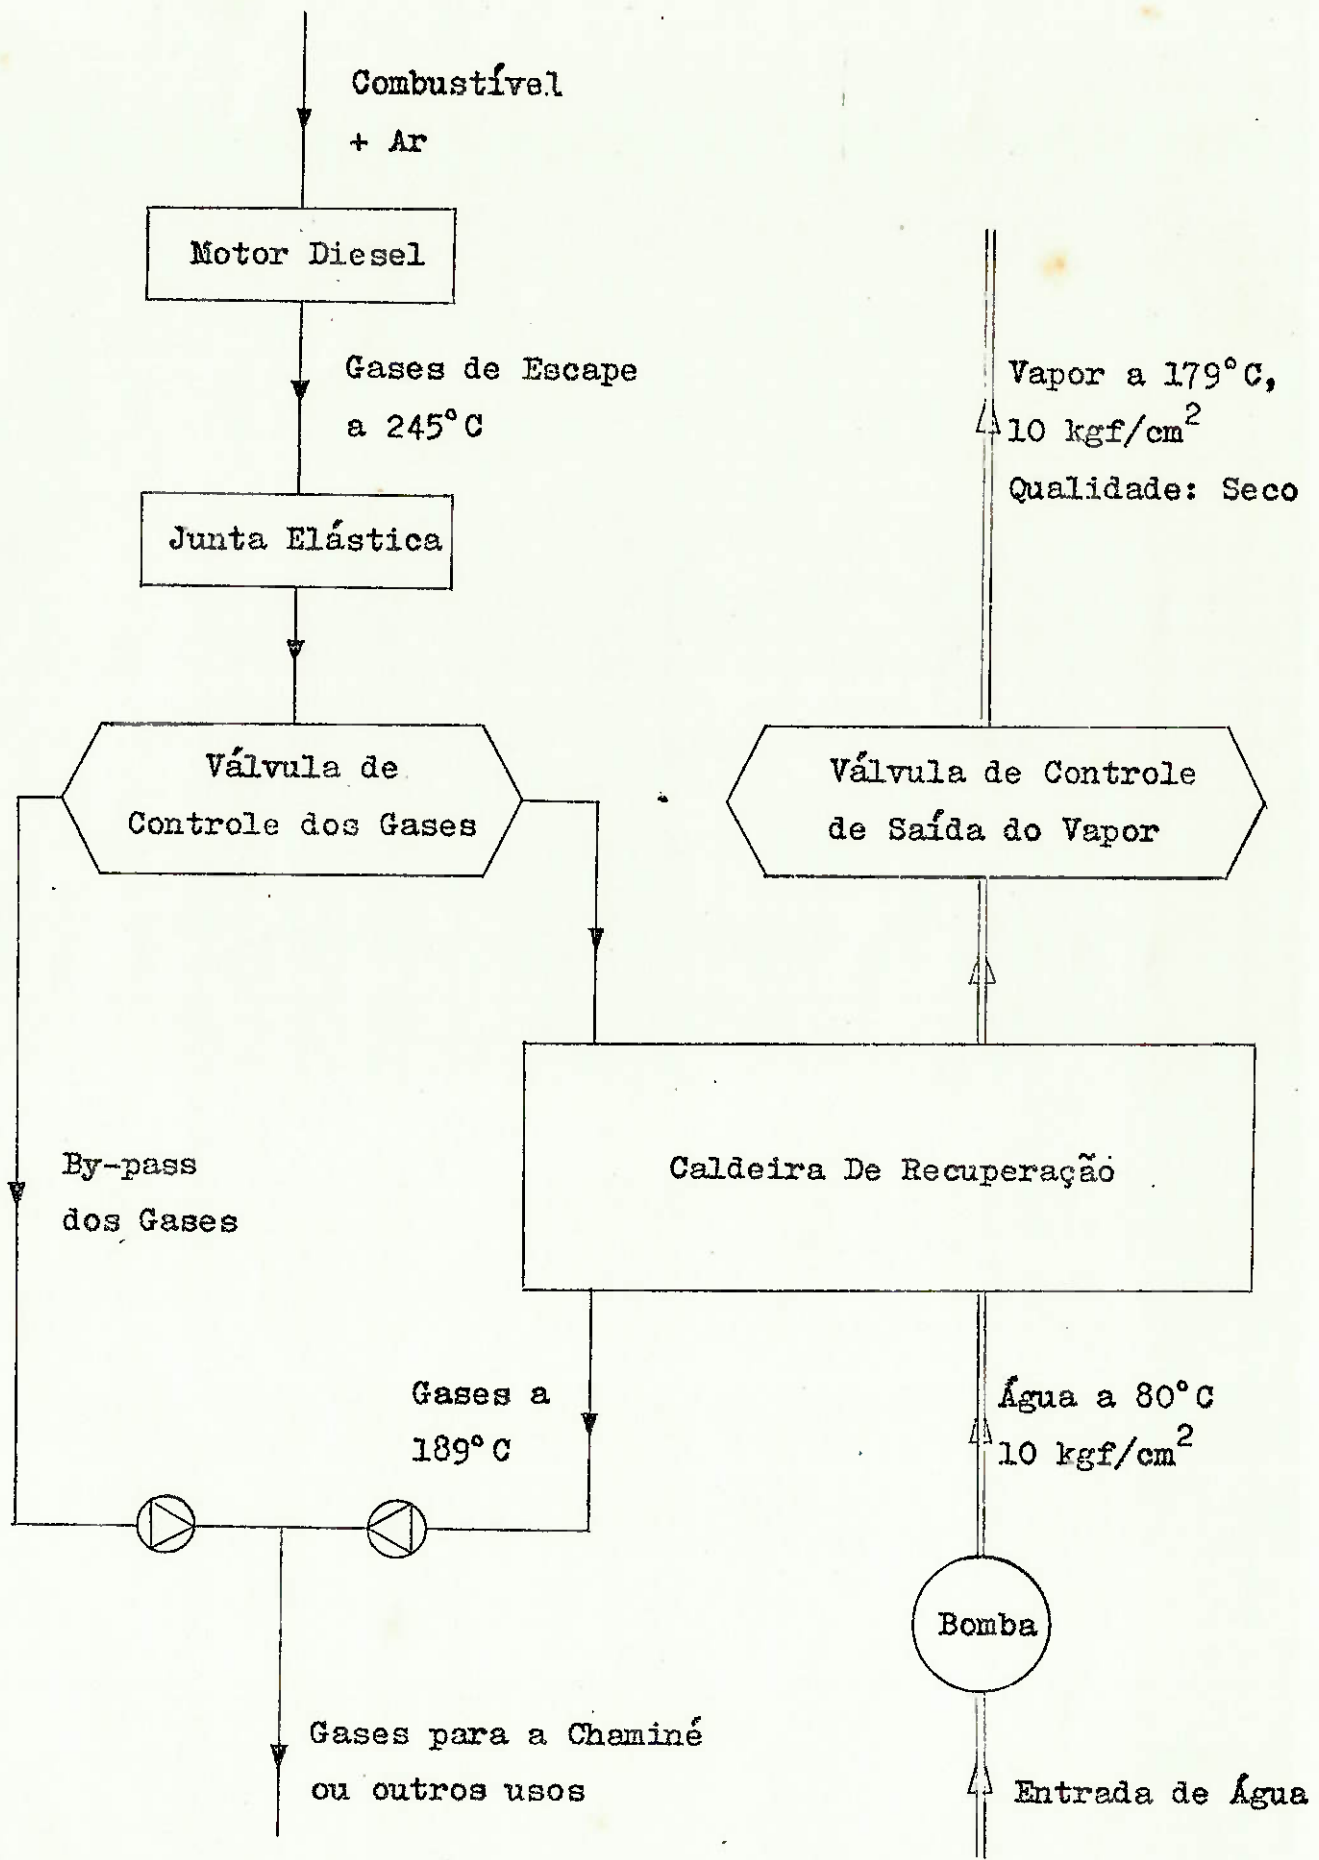 Combustível
+ Ar
Motor Diesel
Gases de Escape
a 245°C
Junta Elástica
Válvula de
Controle dos Gases
By-pass
dos Gases
Gases a
189°C
Gases para a Chaminé
ou outros usos
Vapor a 179°C,
10 kgf/cm²
Qualidade: Seco
Válvula de Controle
de Saída do Vapor
Caldeira De Recuperação
Água a 80°C
10 kgf/cm²
Bomba
Entrada de Água